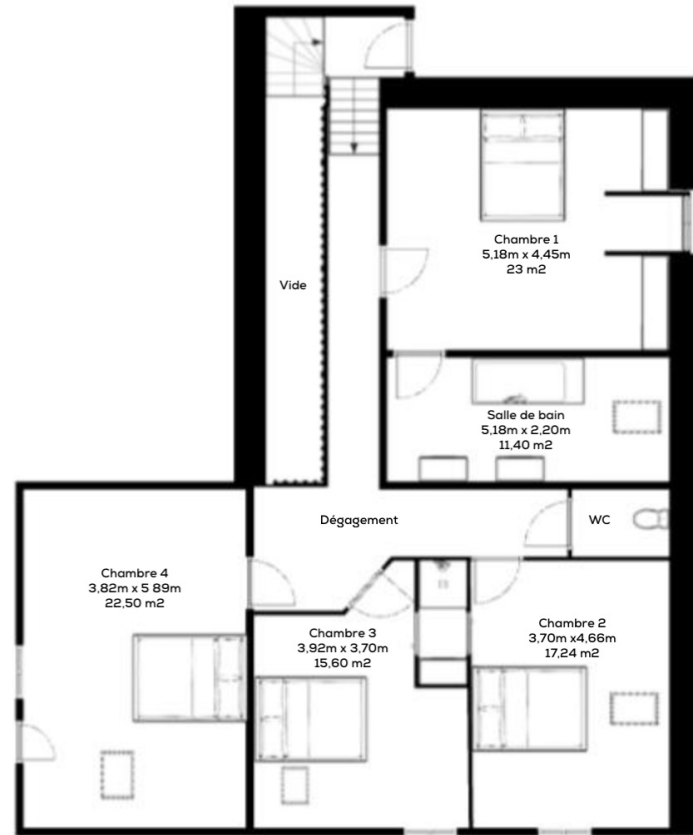 Chambre 1
5,18m x 4,45m
23 m2
Vide
Salle de bain
5,18m x 2,20m
11,40 m2
Dégagement
WC
Chambre 4
3,82m x 5 89m
22,50 m2
Chambre 3
3,92m x 3,70m
15,60 m2
Chambre 2
3,70m x4,66m
17,24 m2